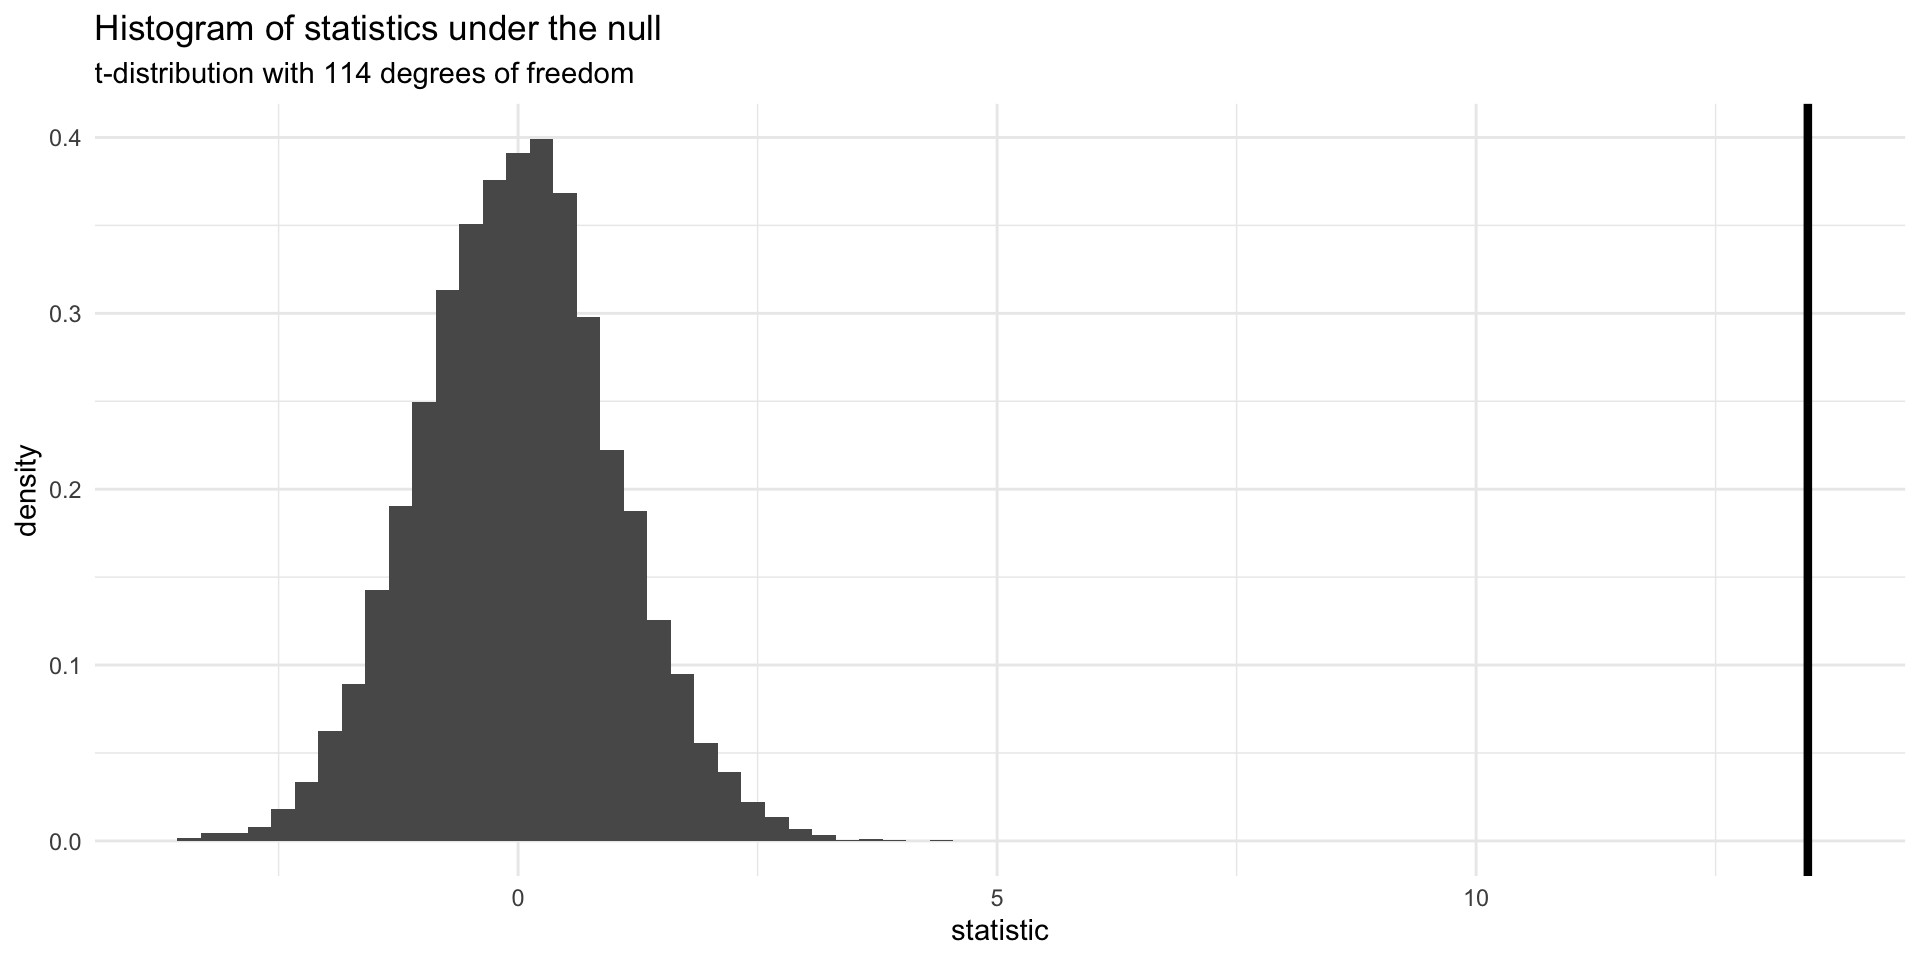 Histogram of statistics under the null
t-distribution with 114 degrees of freedom
0.4
0.3
0.2
0.1
0.0
density
0 5 10
statistic